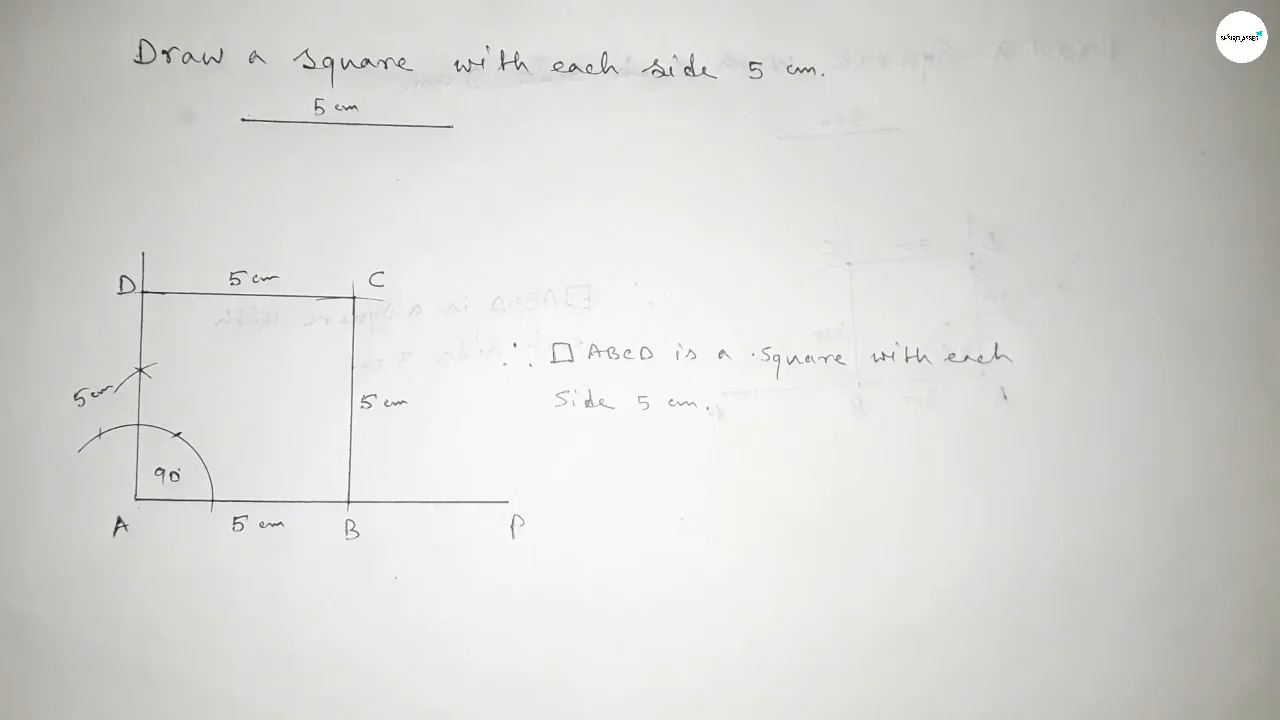 Draw a square with each side 5 cm.
5 cm
D 5 cm C
∴ □ ABCD is a square with each
side 5 cm.
5 cm
5 cm
90°
A 5 cm B P